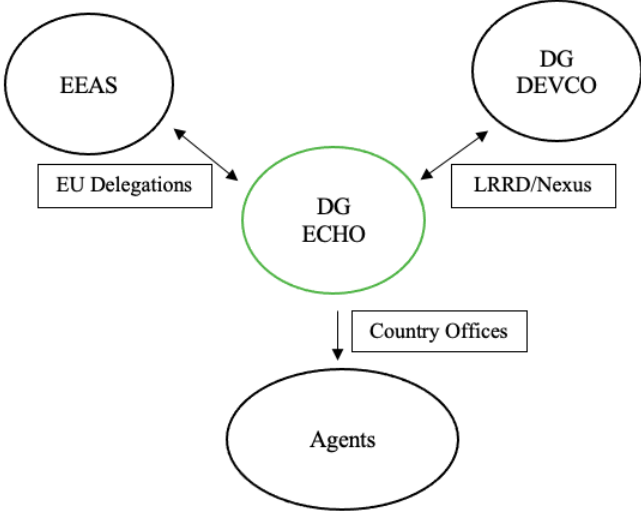 EEAS
DG
DEVCO
EU Delegations
LRRD/Nexus
DG
ECHO
Country Offices
Agents